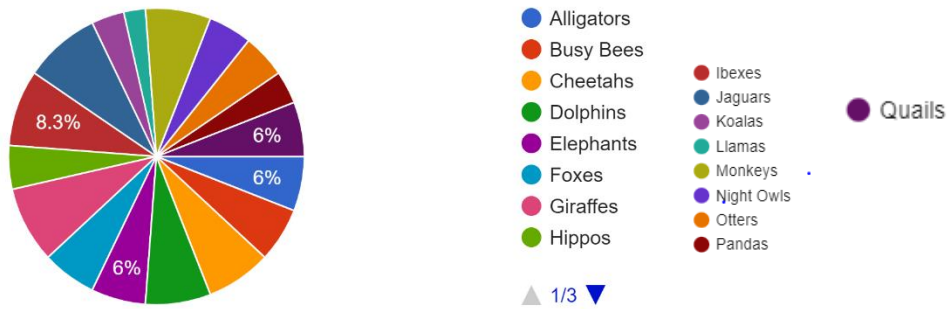 8.3%
6%
6%
6%
Alligators
Busy Bees
Cheetahs
Dolphins
Elephants
Foxes
Giraffes
Hippos
1/3
Ibexes
Jaguars
Koalas
Llamas
Monkeys
Night Owls
Otters
Pandas
Quails